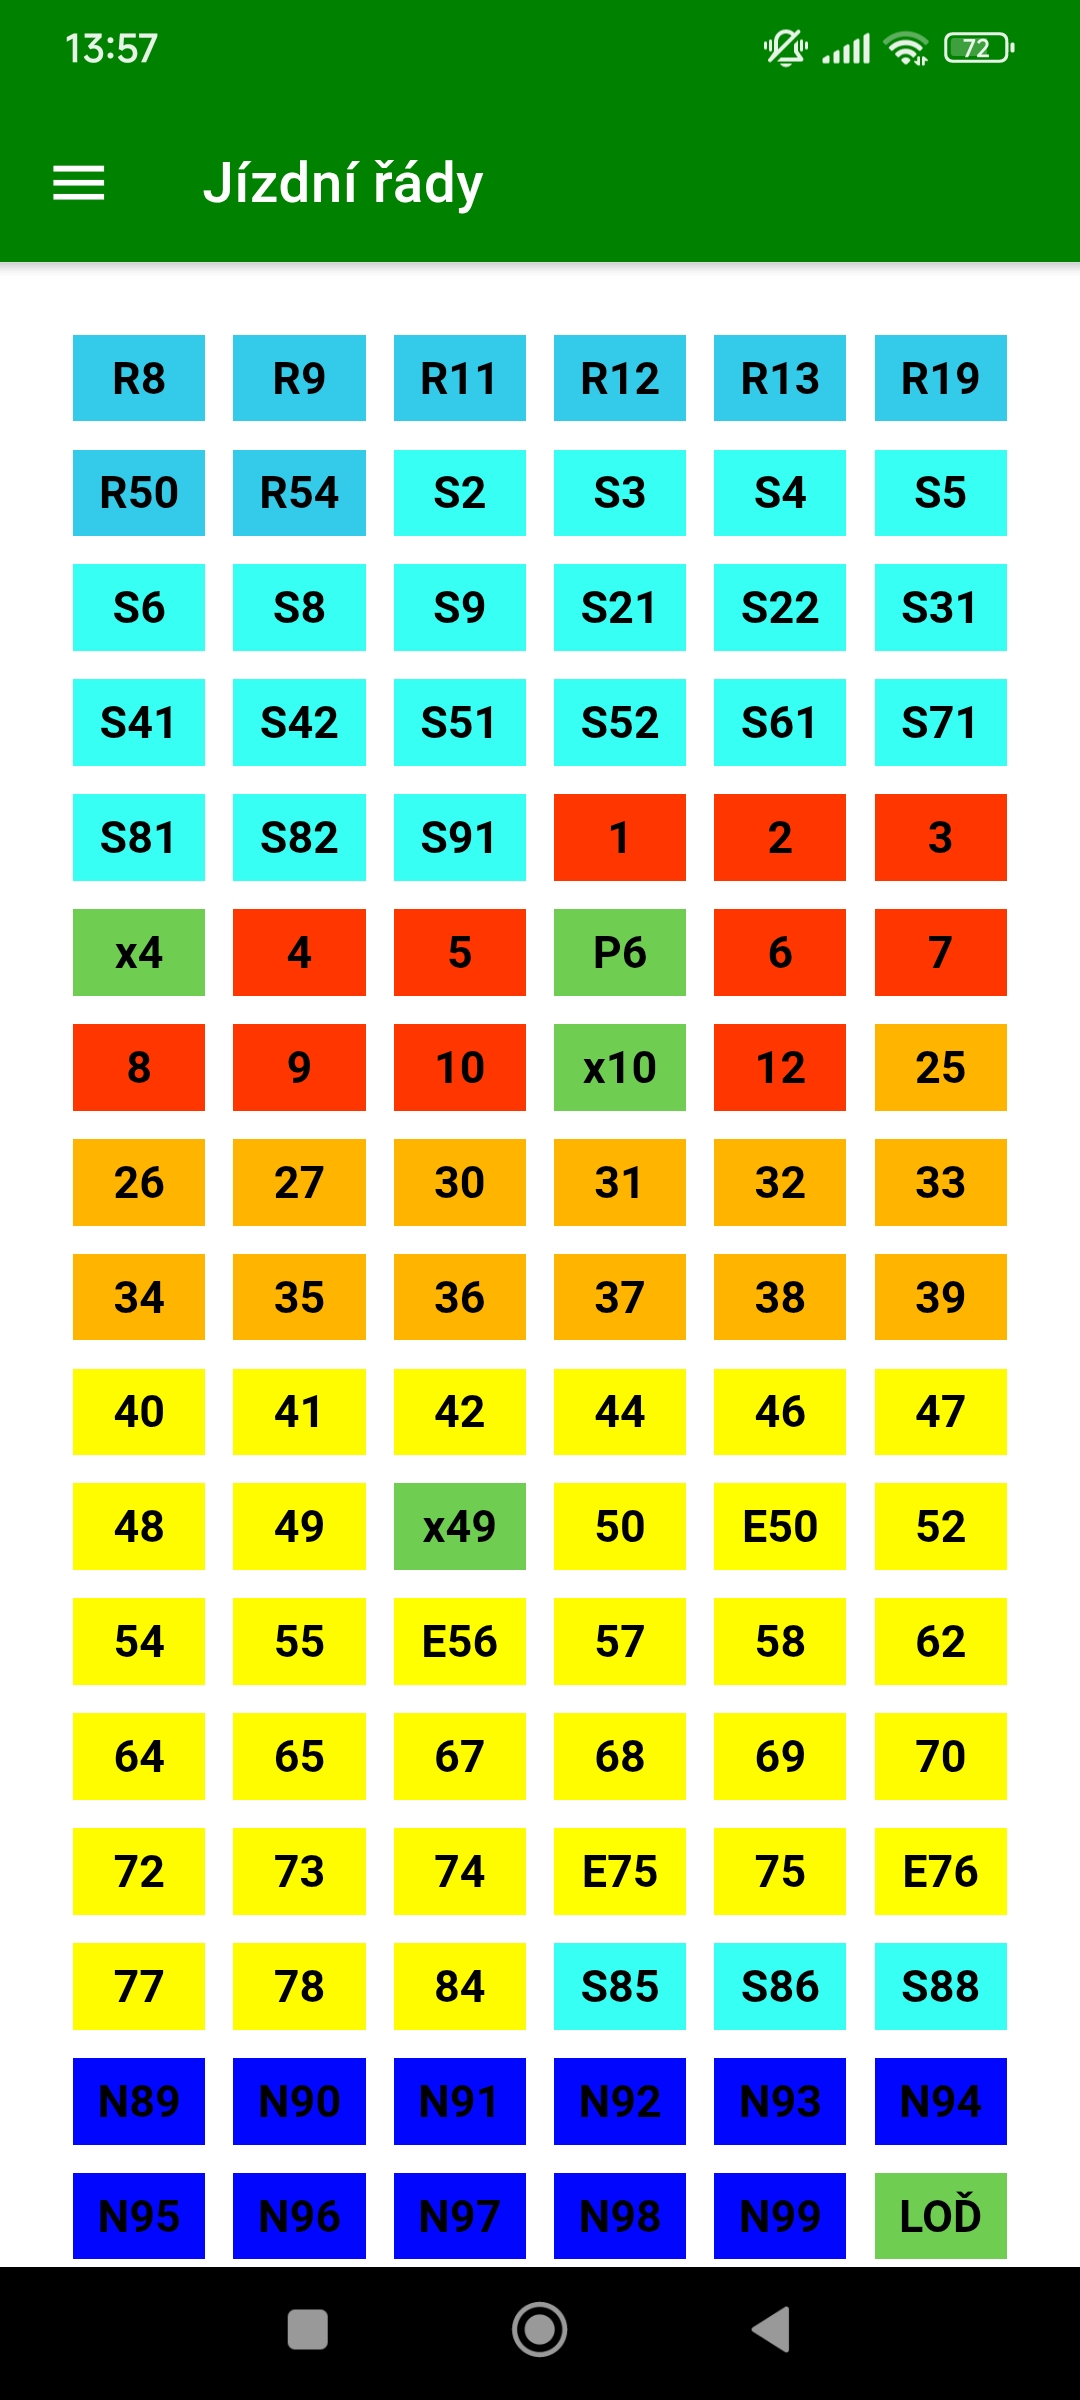 13:57 72
Jízdní řády
R8 R9 R11 R12 R13 R19
R50 R54 S2 S3 S4 S5
S6 S8 S9 S21 S22 S31
S41 S42 S51 S52 S61 S71
S81 S82 S91 1 2 3
x4 4 5 P6 6 7
8 9 10 x10 12 25
26 27 30 31 32 33
34 35 36 37 38 39
40 41 42 44 46 47
48 49 x49 50 E50 52
54 55 E56 57 58 62
64 65 67 68 69 70
72 73 74 E75 75 E76
77 78 84 S85 S86 S88
N89 N90 N91 N92 N93 N94
N95 N96 N97 N98 N99 LOĎ